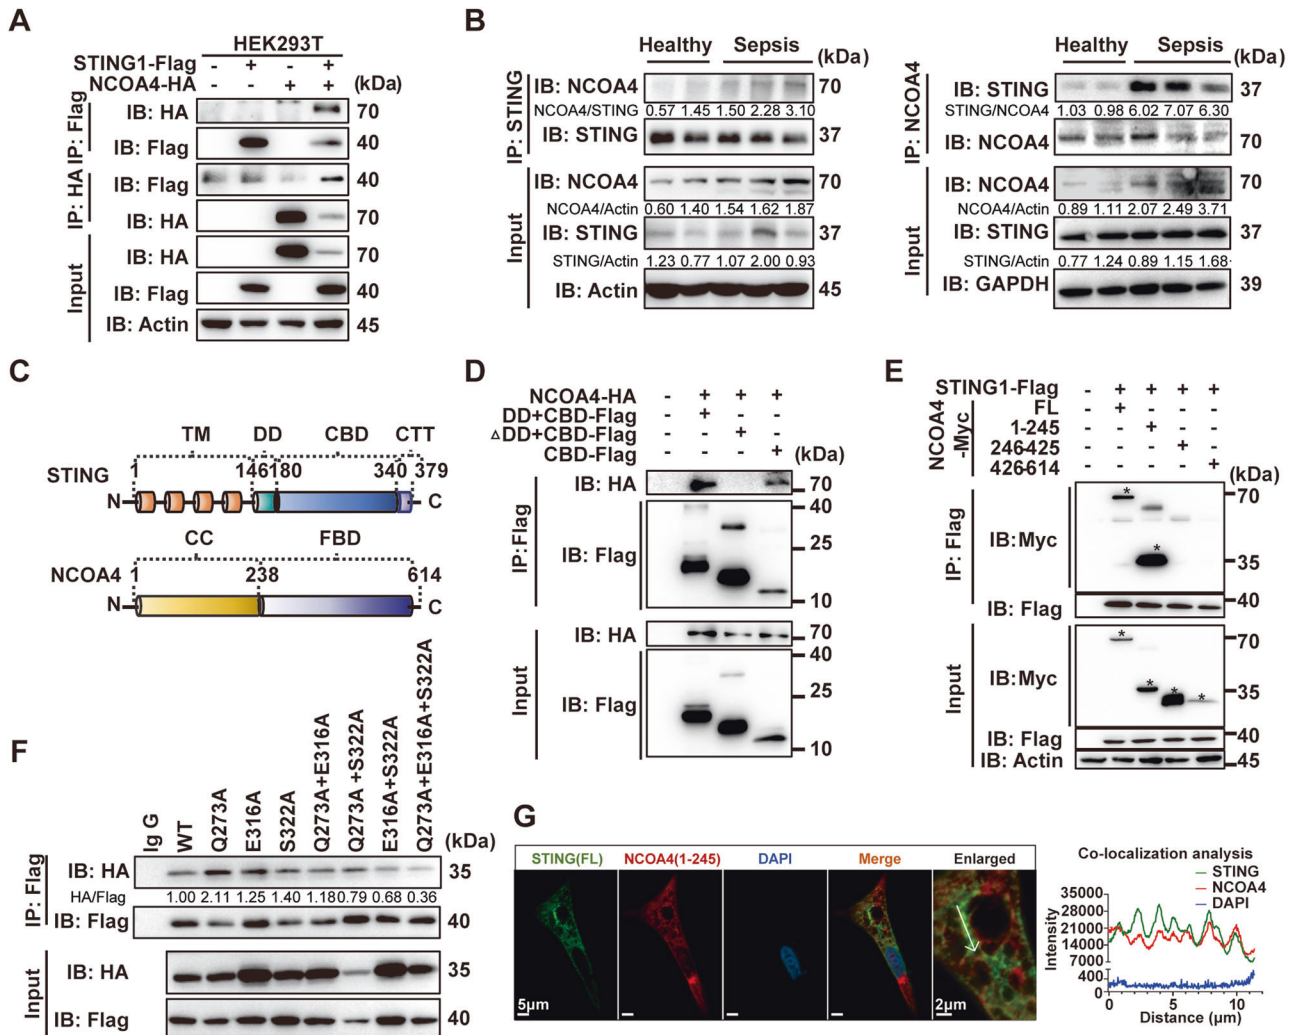 A
HEK293T
STING1-Flag - + - +
NCOA4-HA - - + + (kDa)
IP: Flag
IB: HA 70
IB: Flag 40
IP: HA
IB: Flag 40
IB: HA 70
Input
IB: HA 70
IB: Flag 40
IB: Actin 45
B
Healthy Sepsis (kDa)
IP: STING
IB: NCOA4 70
NCOA4/STING 0.57 1.45 1.50 2.28 3.10
IB: STING 37
Input
IB: NCOA4 70
NCOA4/Actin 0.60 1.40 1.54 1.62 1.87
IB: STING 37
STING/Actin 1.23 0.77 1.07 2.00 0.93
IB: Actin 45
Healthy Sepsis (kDa)
IP: NCOA4
IB: STING 37
STING/NCOA4 1.03 0.98 6.02 7.07 6.30
IB: NCOA4 70
Input
IB: NCOA4 70
NCOA4/Actin 0.89 1.11 2.07 2.49 3.71
IB: STING 37
STING/Actin 0.77 1.24 0.89 1.15 1.68
IB: GAPDH 39
C
TM DD CBD CTT
STING 1 146 180 340 379
N C
CC FBD
NCOA4 1 238 614
N C
D
NCOA4-HA - + + +
DD+CBD-Flag - +
△DD+CBD-Flag - +
CBD-Flag - + (kDa)
IP: Flag
IB: HA 70
IB: Flag 40
25
10
Input
IB: HA 70
IB: Flag 40
25
10
E
STING1-Flag - + + + +
NCOA4 -Myc
FL - +
1-245 - +
246-425 - +
426-614 - + (kDa)
IP: Flag
IB:Myc 70
* *
35
IB: Flag 40
Input
IB:Myc 70
* * * *
35
IB: Flag 40
IB: Actin 45
F
Ig G WT Q273A E316A S322A Q273A+E316A Q273A +S322A E316A+S322A Q273A+E316A+S322A
(kDa)
IP: Flag
IB: HA 35
HA/Flag 1.00 2.11 1.25 1.40 1.18 0.79 0.68 0.36
IB: Flag 40
Input
IB: HA 35
IB: Flag 40
G
STING(FL) NCOA4(1-245) DAPI Merge Enlarged
5μm 2μm
Co-localization analysis
STING
NCOA4
DAPI
Intensity
35000
28000
21000
14000
7000
400
0
0 5 10
Distance (μm)